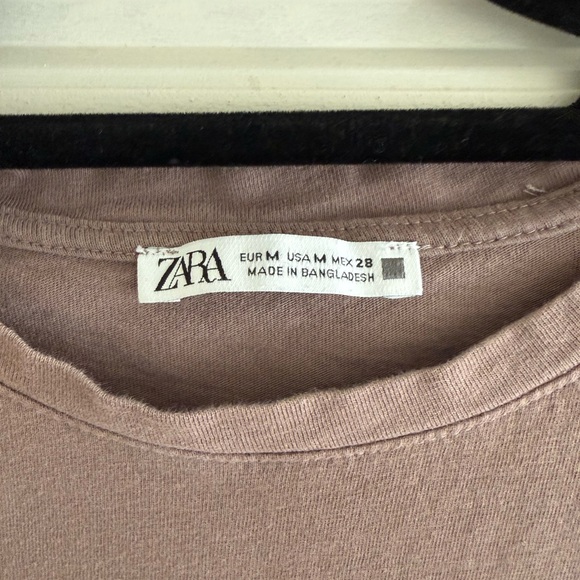 ZARA
EUR M USA M MEX 28
MADE IN BANGLADESH